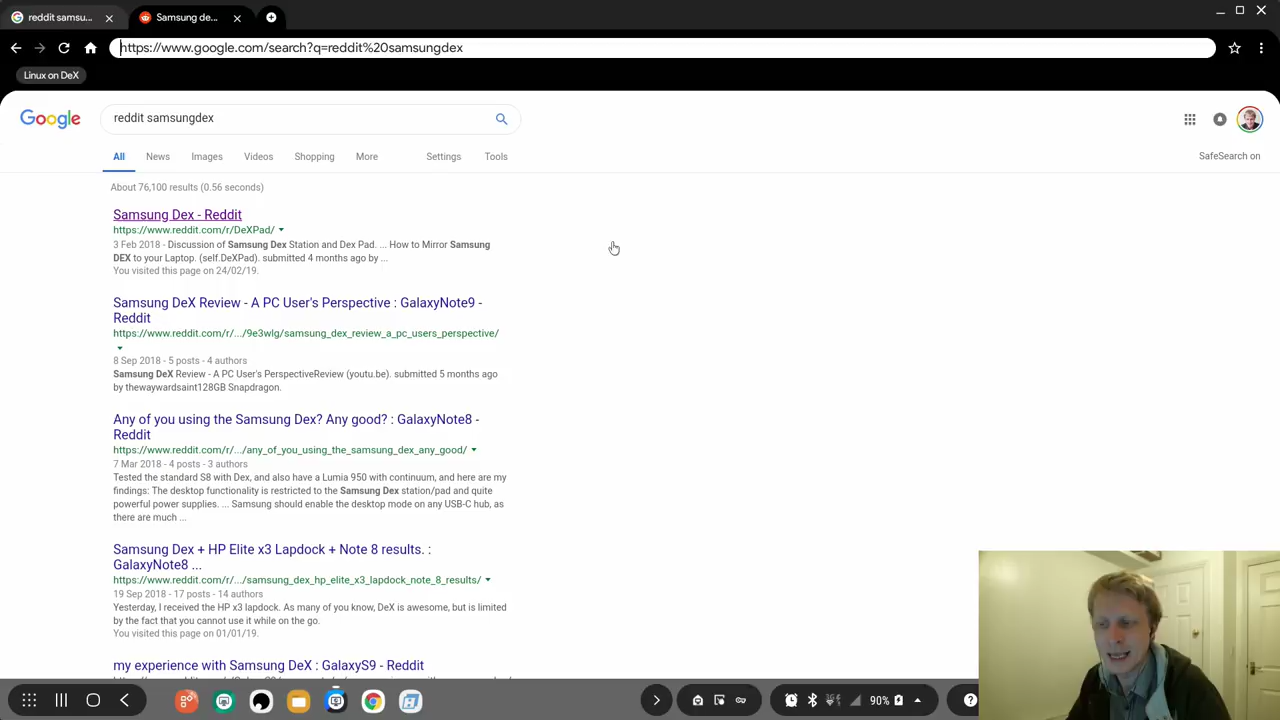 reddit samsu...
Samsung de...
https://www.google.com/search?q=reddit%20samsungdex
Linux on DeX
Google
reddit samsungdex
All News Images Videos Shopping More Settings Tools
SafeSearch on
About 76,100 results (0.56 seconds)
Samsung Dex - Reddit
https://www.reddit.com/r/DeXPad/
3 Feb 2018 - Discussion of Samsung Dex Station and Dex Pad. ... How to Mirror Samsung
DEX to your Laptop. (self.DeXPad). submitted 4 months ago by ...
You visited this page on 24/02/19.
Samsung DeX Review - A PC User's Perspective : GalaxyNote9 -
Reddit
https://www.reddit.com/r/.../9e3wlg/samsung_dex_review_a_pc_users_perspective/
8 Sep 2018 - 5 posts - 4 authors
Samsung DeX Review - A PC User's PerspectiveReview (youtu.be). submitted 5 months ago
by thewaywardsaint128GB Snapdragon.
Any of you using the Samsung Dex? Any good? : GalaxyNote8 -
Reddit
https://www.reddit.com/r/.../any_of_you_using_the_samsung_dex_any_good/
7 Mar 2018 - 4 posts - 3 authors
Tested the standard S8 with Dex, and also have a Lumia 950 with continuum, and here are my
findings: The desktop functionality is restricted to the Samsung Dex station/pad and quite
powerful power supplies. ... Samsung should enable the desktop mode on any USB-C hub, as
there are much ...
Samsung Dex + HP Elite x3 Lapdock + Note 8 results. :
GalaxyNote8 ...
https://www.reddit.com/r/.../samsung_dex_hp_elite_x3_lapdock_note_8_results/
19 Sep 2018 - 17 posts - 14 authors
Yesterday, I received the HP x3 lapdock. As many of you know, DeX is awesome, but is limited
by the fact that you cannot use it while on the go.
You visited this page on 01/01/19.
my experience with Samsung DeX : GalaxyS9 - Reddit
90%